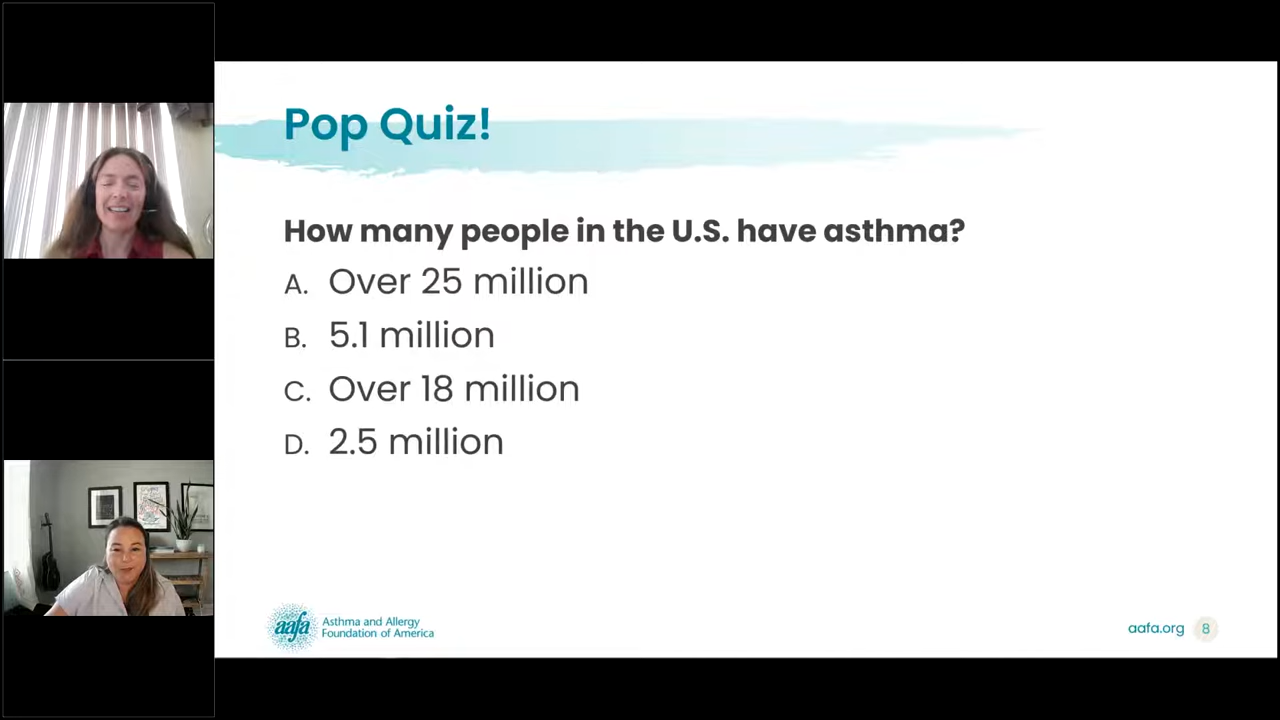 Pop Quiz!
How many people in the U.S. have asthma?
A. Over 25 million
B. 5.1 million
C. Over 18 million
D. 2.5 million
aafa
Asthma and Allergy
Foundation of America
aafa.org 8